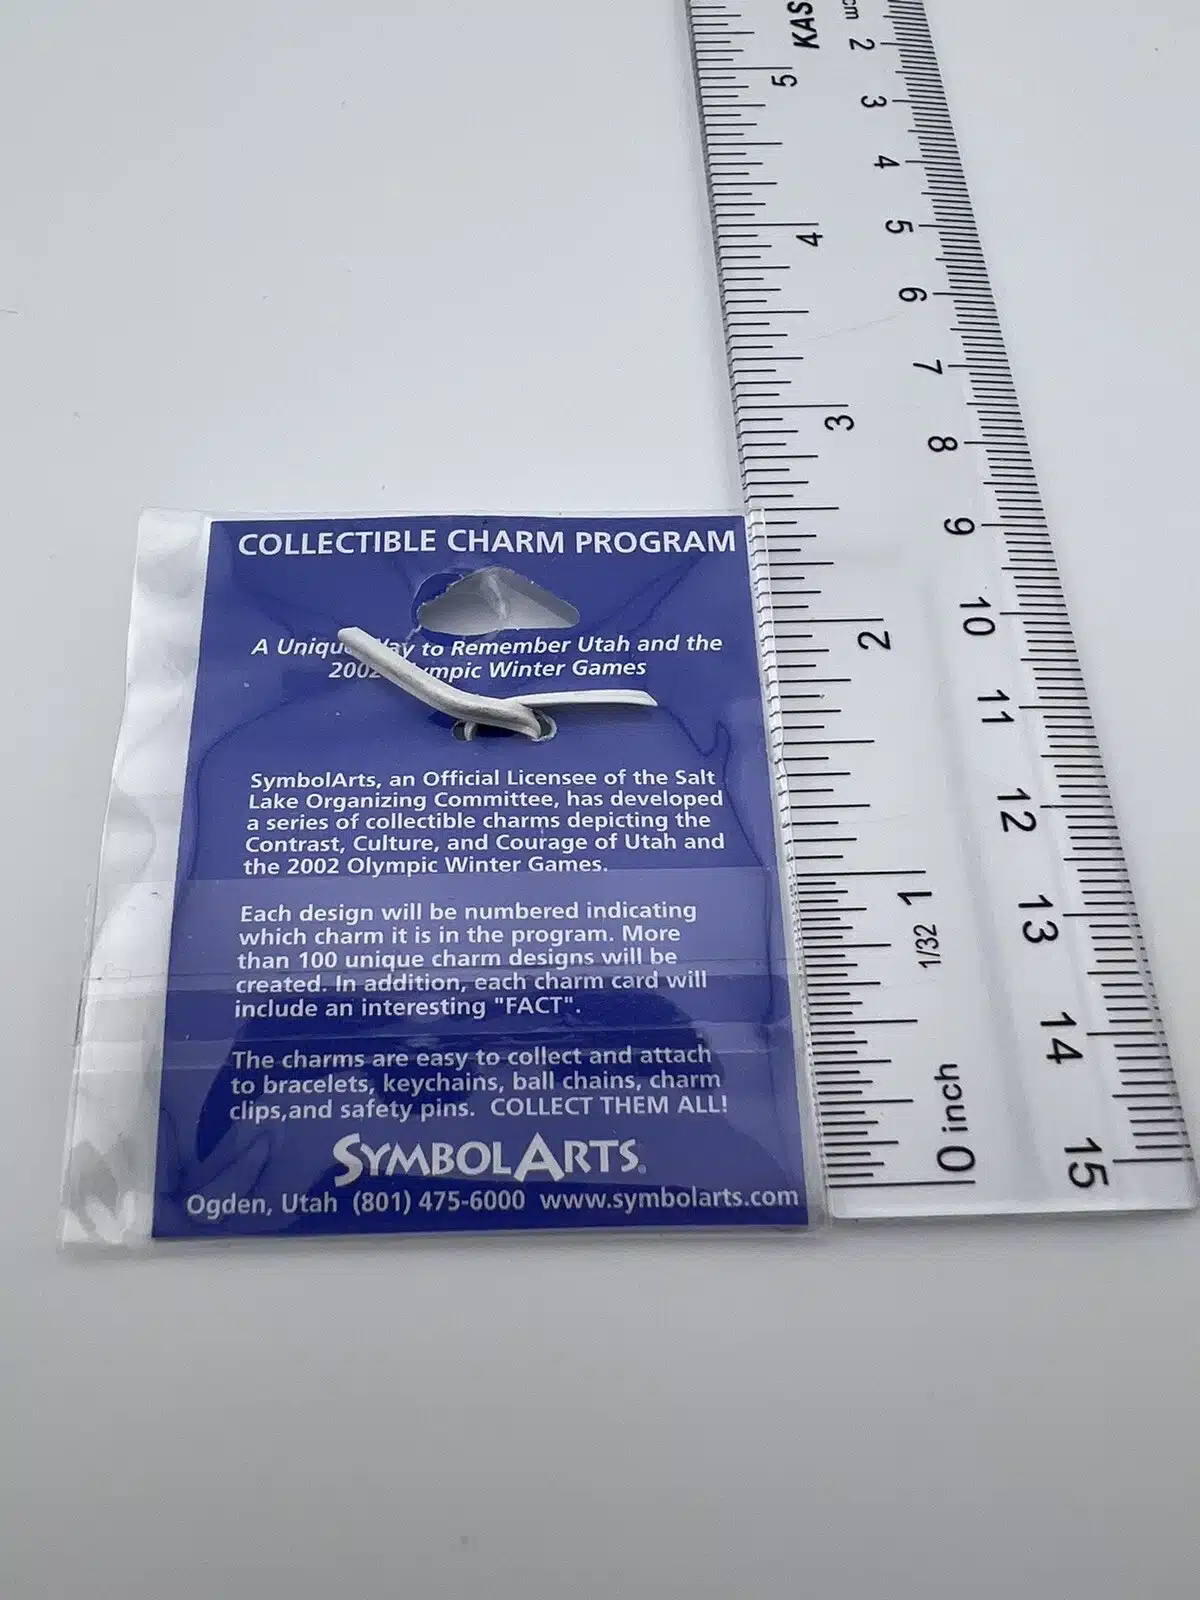 COLLECTIBLE CHARM PROGRAM
A Unique Way to Remember Utah and the
2002 Olympic Winter Games
SymbolArts, an Official Licensee of the Salt
Lake Organizing Committee, has developed
a series of collectible charms depicting the
Contrast, Culture, and Courage of Utah and
the 2002 Olympic Winter Games.
Each design will be numbered indicating
which charm it is in the program. More
than 100 unique charm designs will be
created. In addition, each charm card will
include an interesting "FACT".
The charms are easy to collect and attach
to bracelets, keychains, ball chains, charm
clips,and safety pins. COLLECT THEM ALL!
SYMBOLARTS®
Ogden, Utah (801) 475-6000 www.symbolarts.com
0 inch 1 2 3 4 5
1/32
cm 2 3 4 5 6 7 8 9 10 11 12 13 14 15